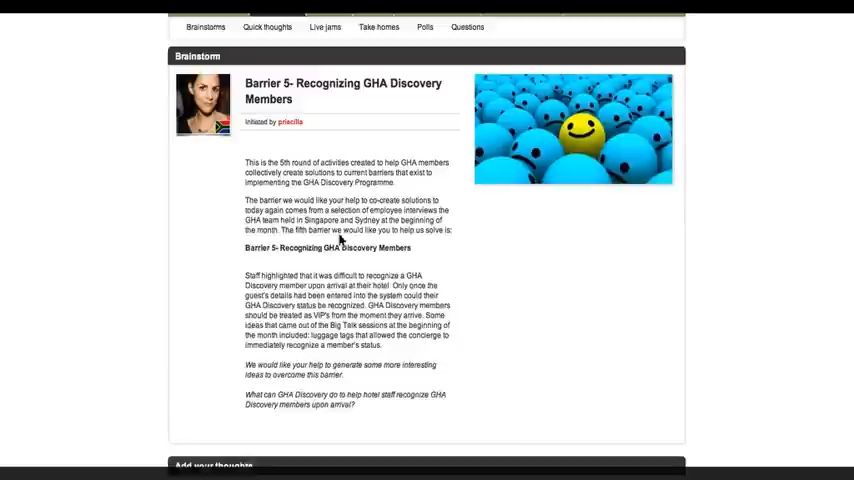 Brainstorms Quick thoughts Live jams Take homes Polls Questions
Brainstorm
Barrier 5- Recognizing GHA Discovery
Members
Initiated by priscilla
This is the 5th round of activities created to help GHA members
collectively create solutions to current barriers that exist to
implementing the GHA Discovery Programme.
The barrier we would like your help to co-create solutions to
today again comes from a selection of employee interviews the
GHA team held in Singapore and Sydney at the beginning of
the month. The fifth barrier we would like you to help us solve is:
Barrier 5- Recognizing GHA Discovery Members
Staff highlighted that it was difficult to recognize a GHA
Discovery member upon arrival at their hotel. Only once the
guest's details had been entered into the system could their
GHA Discovery status be recognized. GHA Discovery members
should be treated as VIP's from the moment they arrive. Some
ideas that came out of the Big Talk sessions at the beginning of
the month included: luggage tags that allowed the concierge to
immediately recognize a member's status.
We would like your help to generate some more interesting
ideas to overcome this barrier.
What can GHA Discovery do to help hotel staff recognize GHA
Discovery members upon arrival?
Add your thoughts